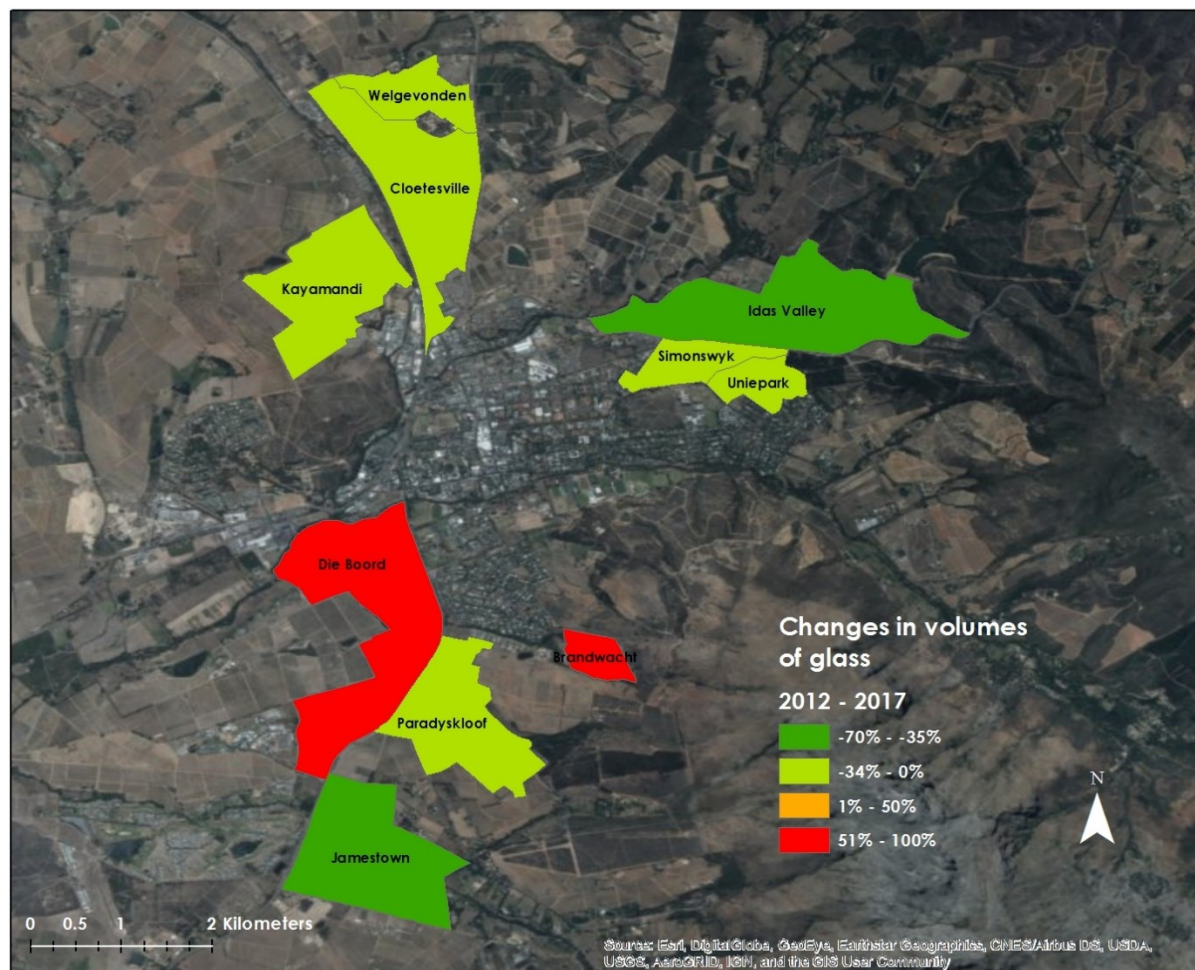 Welgevonden
Cloetesville
Kayamandi
Idas Valley
Simonswyk
Uniepark
Die Boord
Brandwacht
Paradyskloof
Jamestown
Changes in volumes
of glass
2012 - 2017
-70% - -35%
-34% - 0%
1% - 50%
51% - 100%
N
0 0.5 1 2 Kilometers
Source: Esri, DigitalGlobe, GeoEye, Earthstar Geographics, CNES/Airbus DS, USDA,
USGS, AeroGRID, IGN, and the GIS User Community